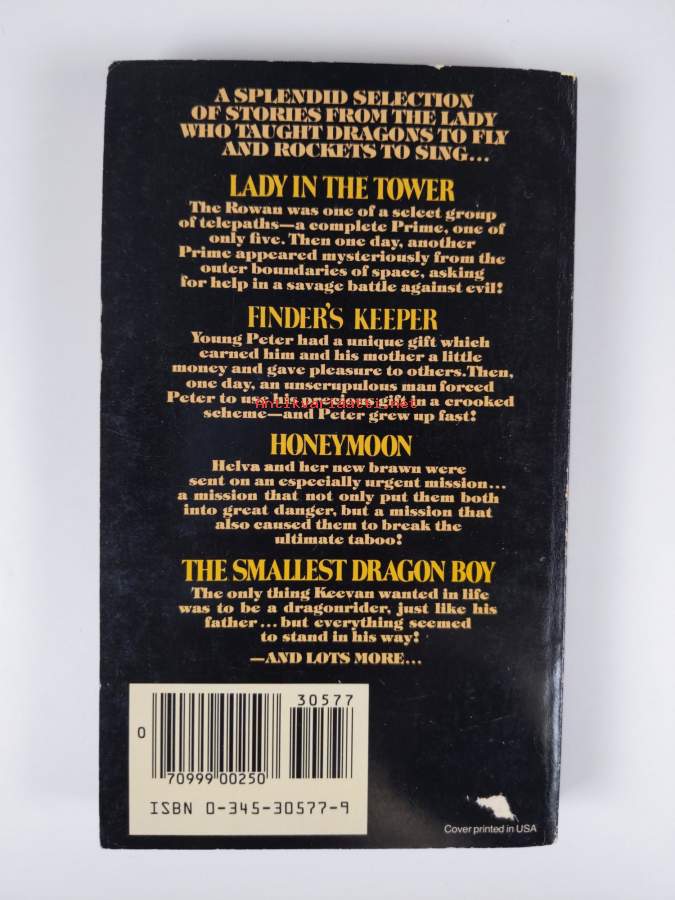 A SPLENDID SELECTION
OF STORIES FROM THE LADY
WHO TAUGHT DRAGONS TO FLY
AND ROCKETS TO SING...
LADY IN THE TOWER
The Rowan was one of a select group
of telepaths—a complete Prime, one of
only five. Then one day, another
Prime appeared mysteriously from the
outer boundaries of space, asking
for help in a savage battle against evil!
FINDER'S KEEPER
Young Peter had a unique gift which
earned him and his mother a little
money and gave pleasure to others. Then,
one day, an unscrupulous man forced
Peter to use his precious gift in a crooked
Antikvariaatti.net
scheme—and Peter grew up fast!
HONEYMOON
Helva and her new brawn were
sent on an especially urgent mission...
a mission that not only put them both
into great danger, but a mission that
also caused them to break the
ultimate taboo!
THE SMALLEST DRAGON BOY
The only thing Keevan wanted in life
was to be a dragonrider, just like his
father... but everything seemed
to stand in his way!
—AND LOTS MORE...
30577
0
70999 00250
ISBN 0-345-30577-9
Cover printed in USA